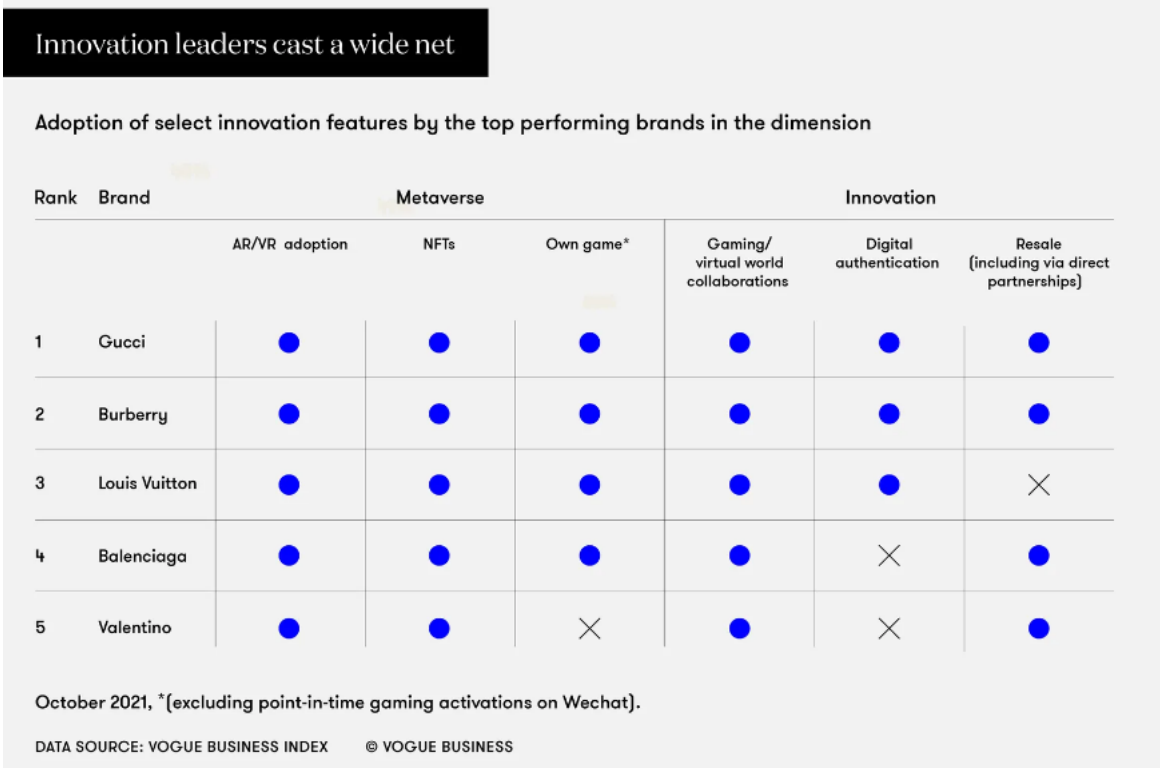 Innovation leaders cast a wide net
Adoption of select innovation features by the top performing brands in the dimension
Rank Brand Metaverse Innovation
AR/VR adoption NFTs Own game* Gaming/ virtual world collaborations Digital authentication Resale (including via direct partnerships)
1 Gucci
2 Burberry
3 Louis Vuitton
4 Balenciaga
5 Valentino
October 2021, *(excluding point-in-time gaming activations on Wechat).
DATA SOURCE: VOGUE BUSINESS INDEX © VOGUE BUSINESS